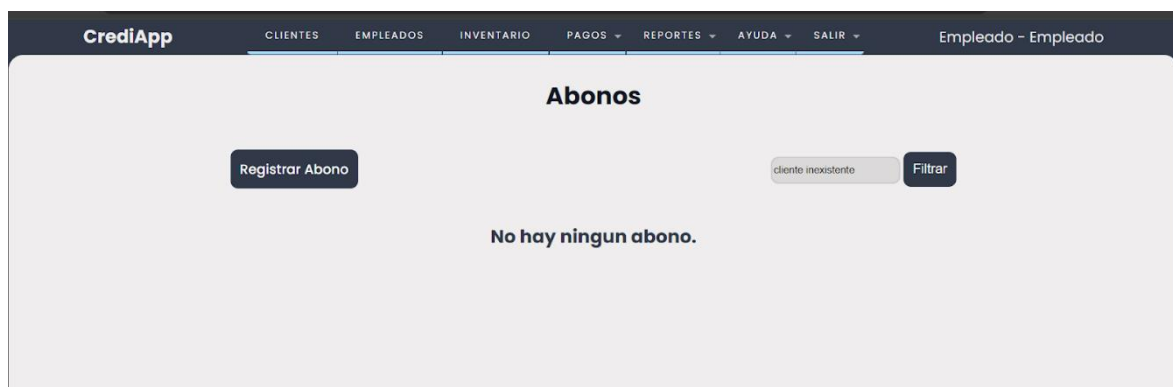 CrediApp CLIENTES EMPLEADOS INVENTARIO PAGOS REPORTES AYUDA SALIR Empleado - Empleado
Abonos
Registrar Abono cliente inexistente Filtrar
No hay ningun abono.